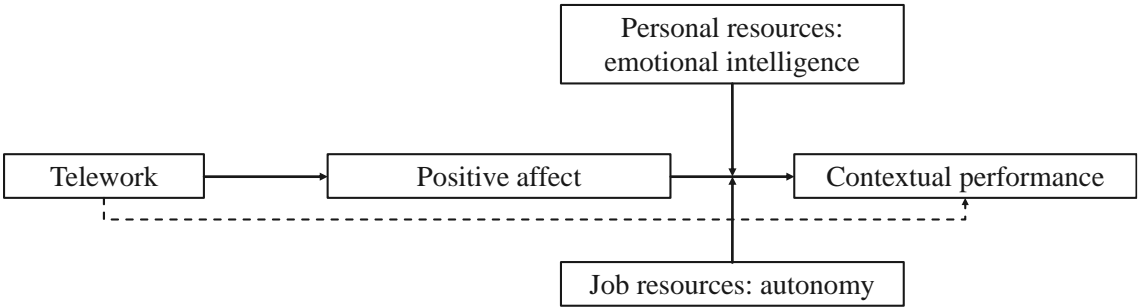 Personal resources:
emotional intelligence
Telework
Positive affect
Contextual performance
Job resources: autonomy